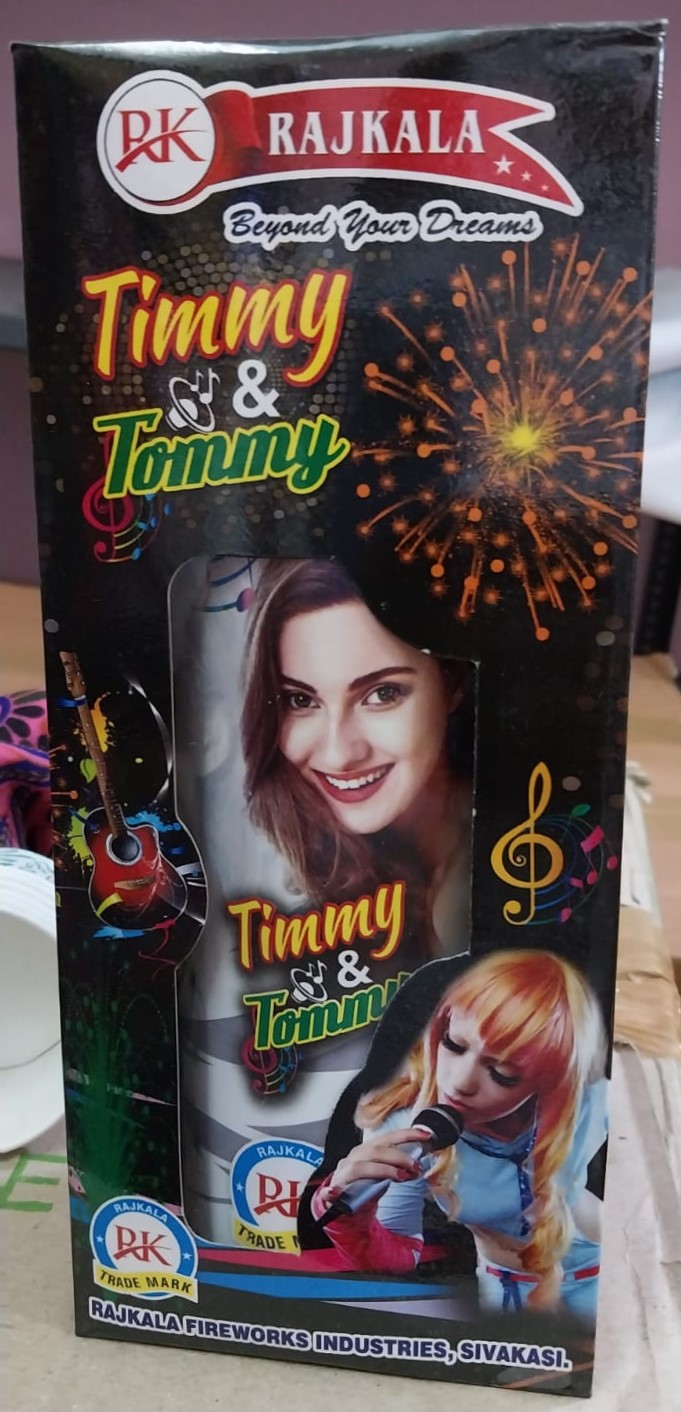 RK RAJKALA
Beyond Your Dreams
Timmy
&
Tommy
Timmy
&
Tommy
RAJKALA
RK
TRADE
RAJKALA
RK
TRADE MARK
RAJKALA FIREWORKS INDUSTRIES, SIVAKASI.